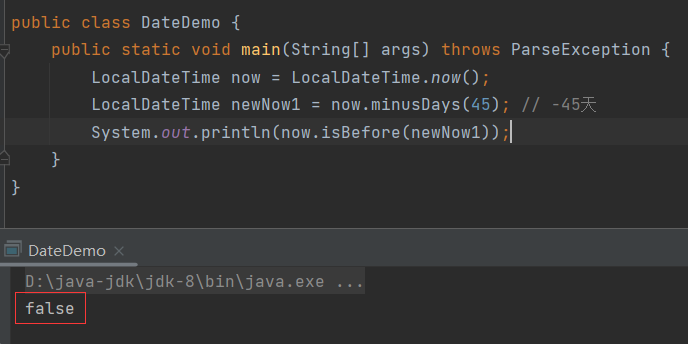 public class DateDemo {
public static void main(String[] args) throws ParseException {
LocalDateTime now = LocalDateTime.now();
LocalDateTime newNow1 = now.minusDays(45); // -45天
System.out.println(now.isBefore(newNow1));
}
}
DateDemo ×
D:\java-jdk\jdk-8\bin\java.exe ...
false